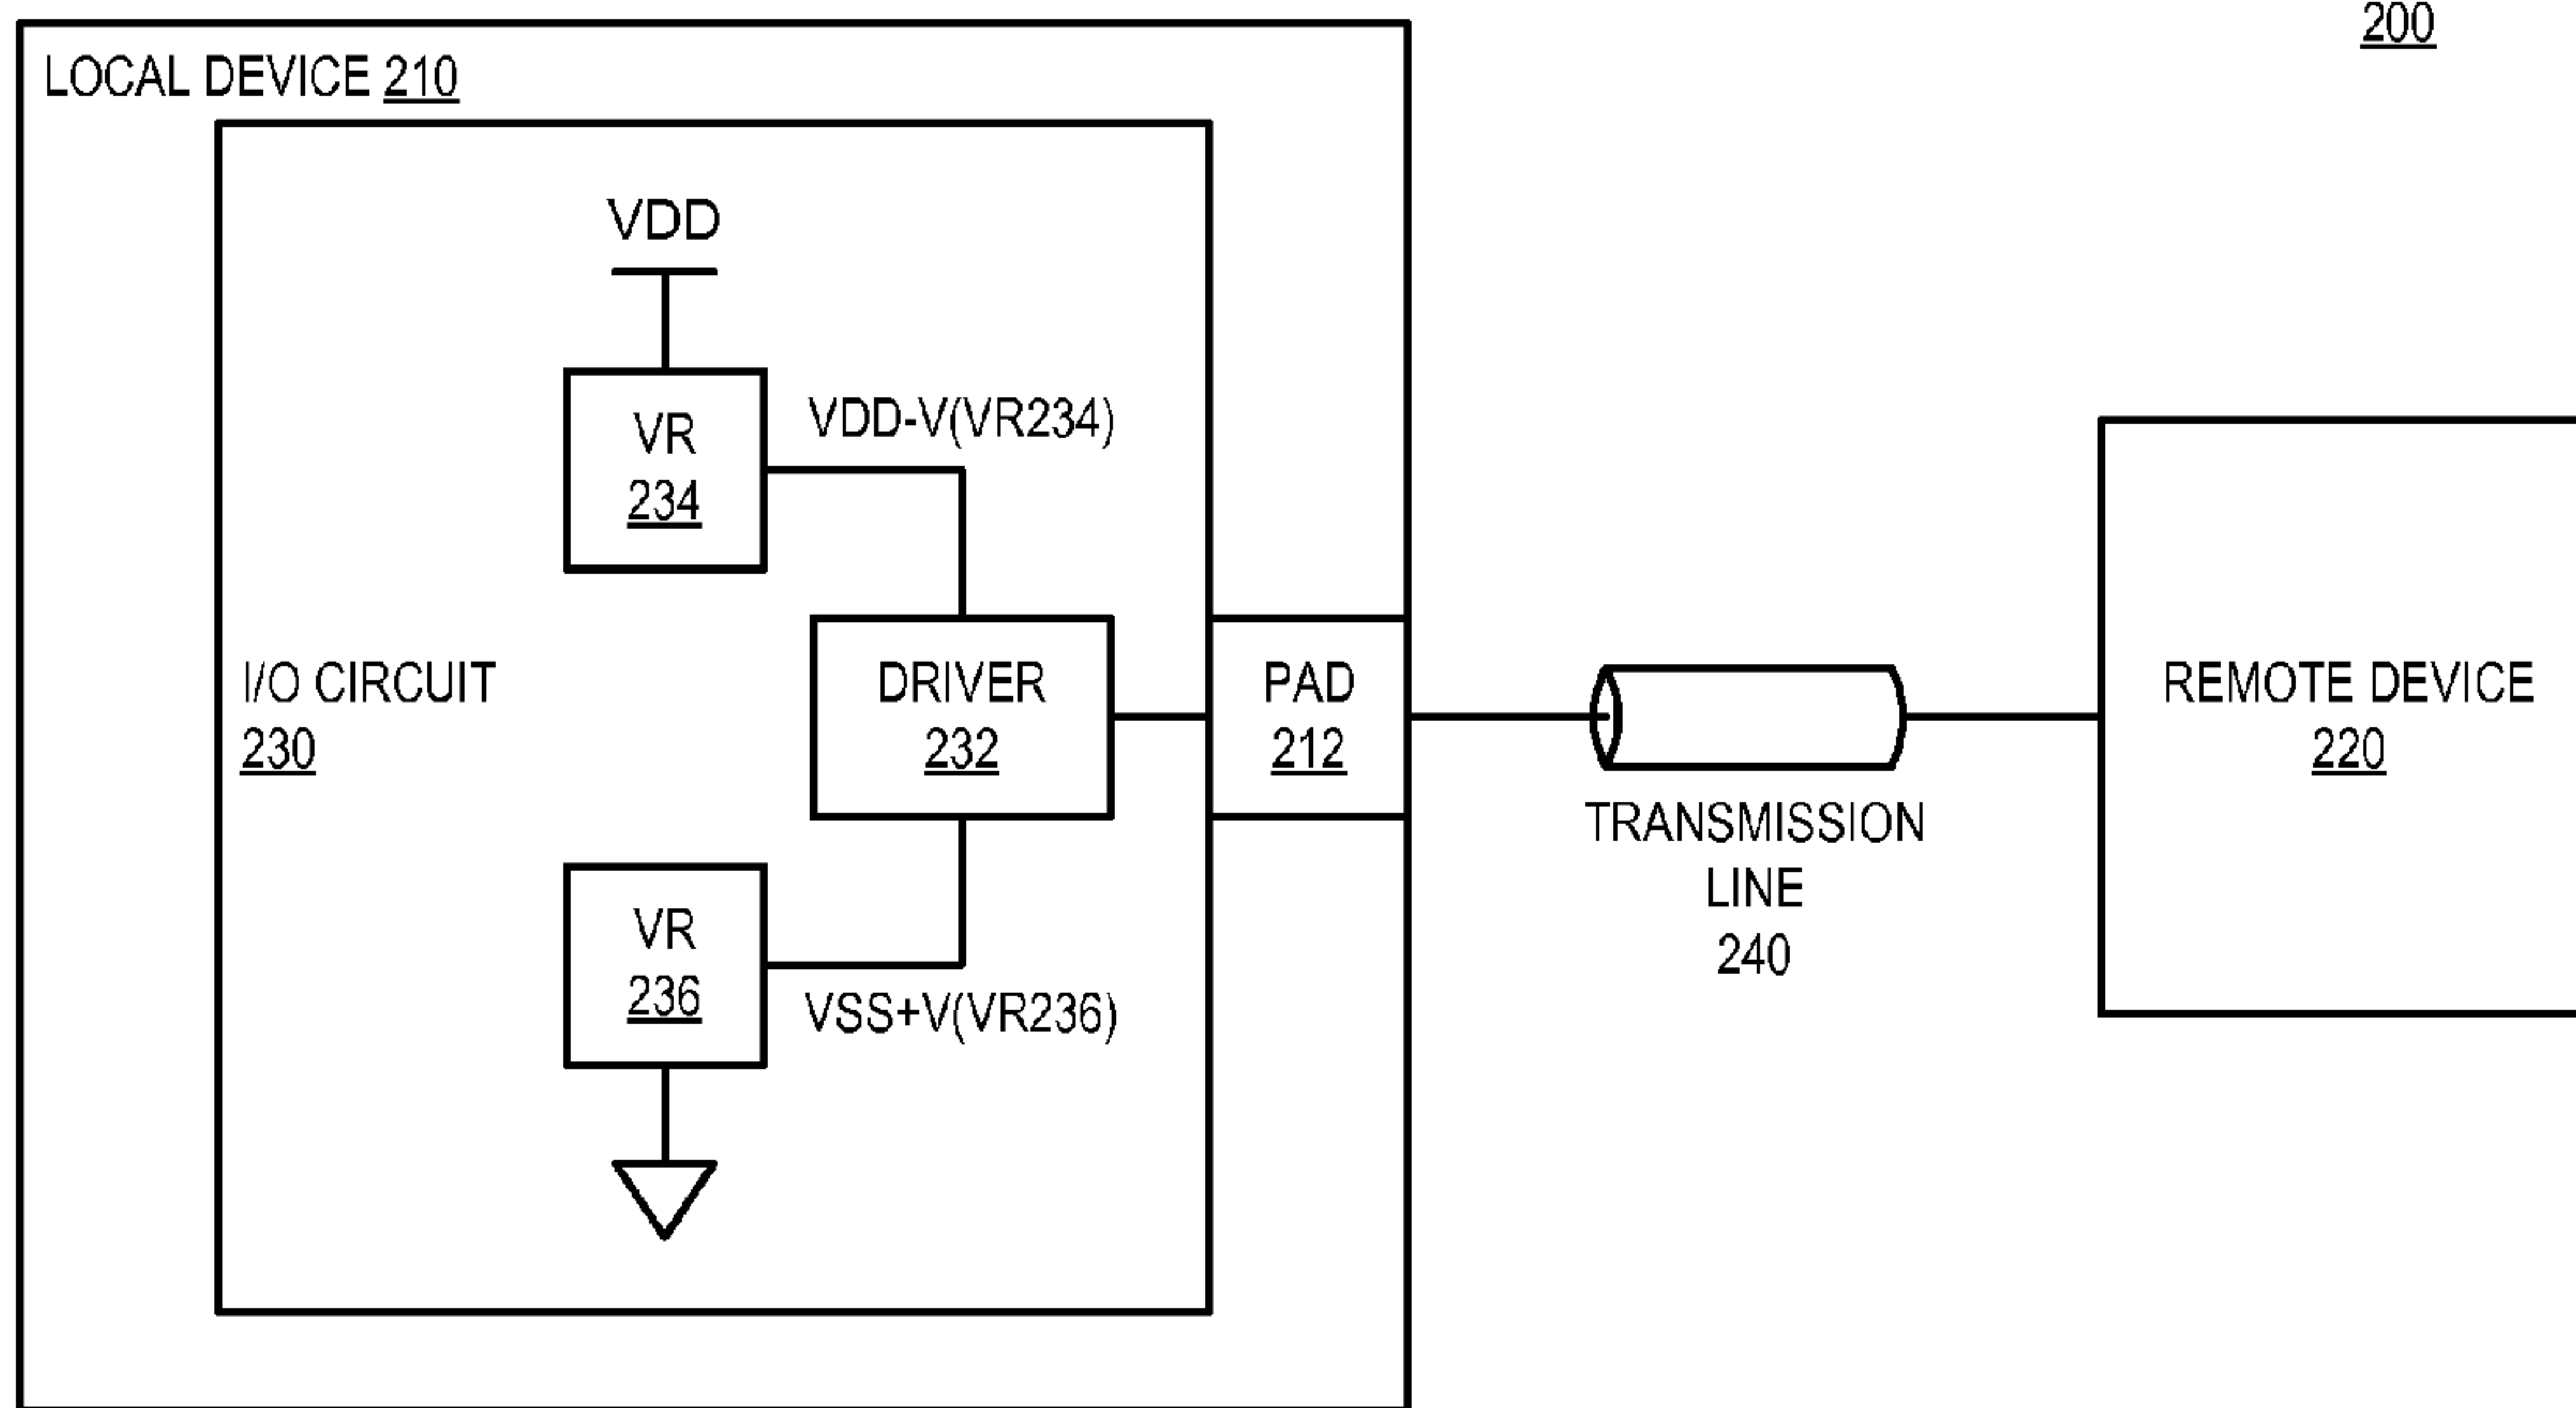 200
LOCAL DEVICE 210
VDD
VR
234
VDD-V(VR234)
I/O CIRCUIT
230
DRIVER
232
PAD
212
TRANSMISSION
LINE
240
REMOTE DEVICE
220
VR
236
VSS+V(VR236)